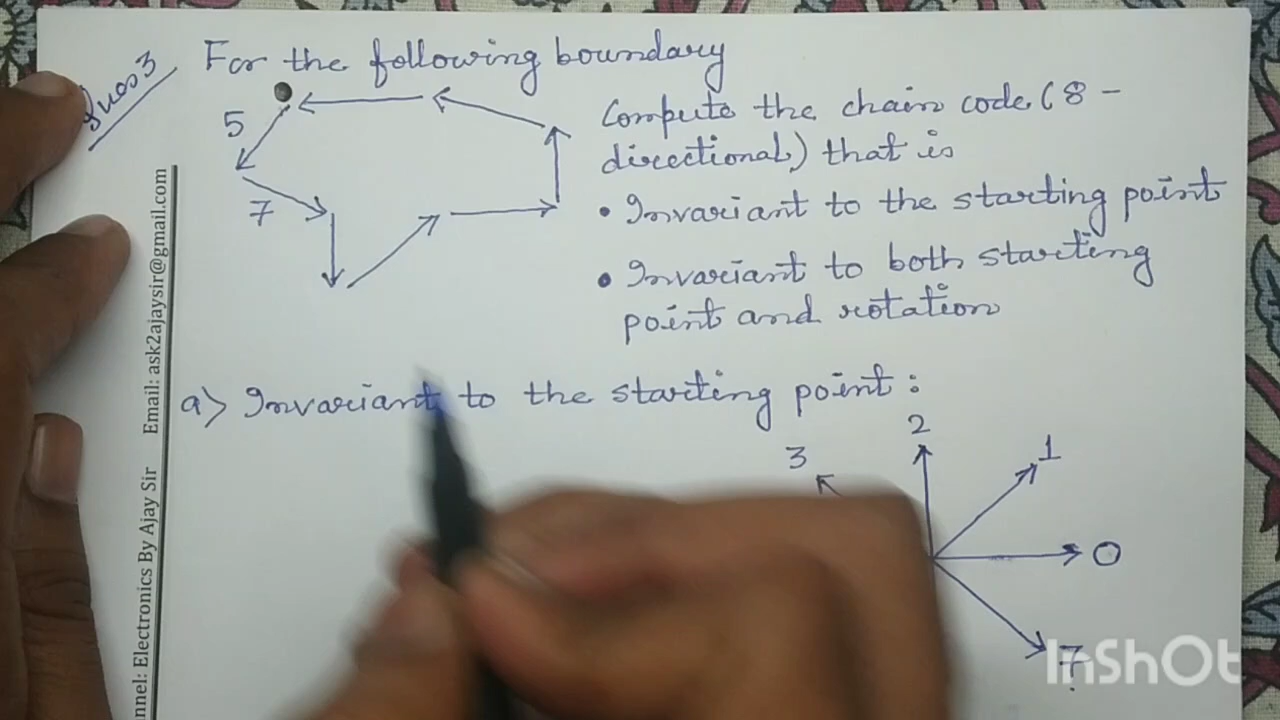 Ques 3
For the following boundary
5
7
Compute the chain code (8-
directional) that is
• Invariant to the starting point
• Invariant to both starting
point and rotation
a) Invariant to the starting point :
3
2
1
0
7
nnel: Electronics By Ajay Sir Email: ask2ajaysir@gmail.com
InShOt